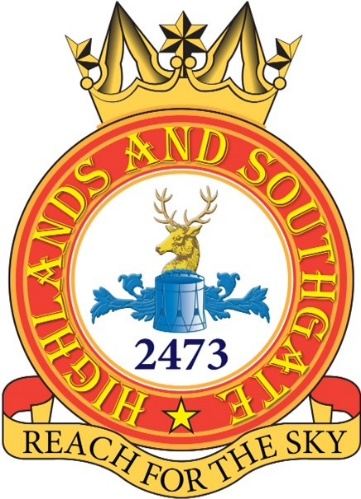 HIGHLANDS AND SOUTHGATE
2473
REACH FOR THE SKY